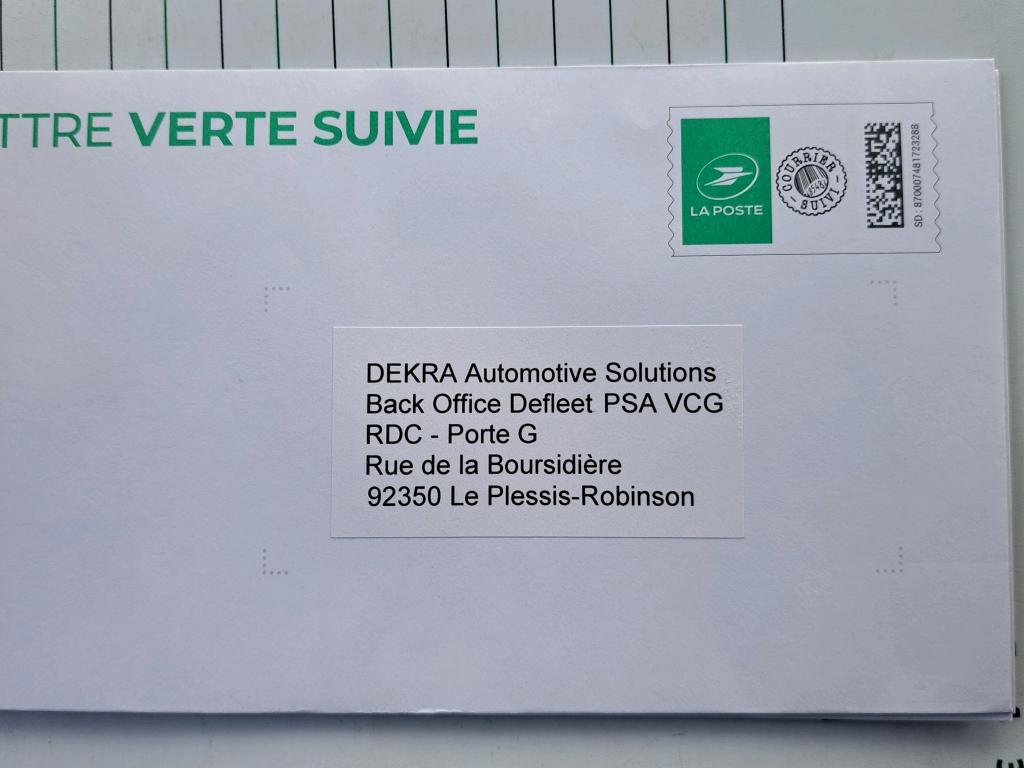 TTRE VERTE SUIVIE
LA POSTE
COURRIER
SUIVI
SD : 870007481723288
DEKRA Automotive Solutions
Back Office Defleet PSA VCG
RDC - Porte G
Rue de la Boursidière
92350 Le Plessis-Robinson